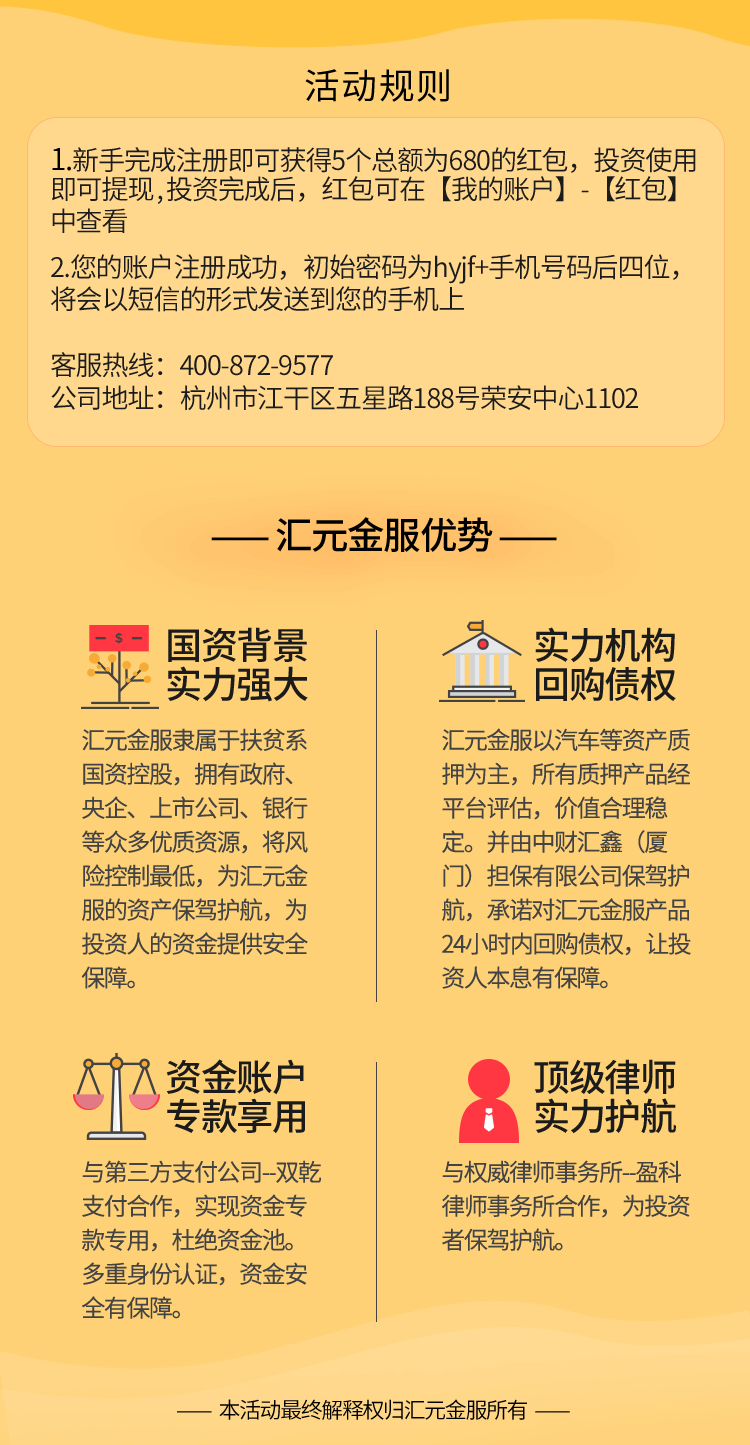 活动规则
1.新手完成注册即可获得5个总额为680的红包，投资使用
即可提现,投资完成后，红包可在【我的账户】-【红包】
中查看
2.您的账户注册成功，初始密码为hyjf+手机号码后四位，
将会以短信的形式发送到您的手机上
客服热线：400-872-9577
公司地址：杭州市江干区五星路188号荣安中心1102
汇元金服优势
$
国资背景
实力强大
汇元金服隶属于扶贫系
国资控股，拥有政府、
央企、上市公司、银行
等众多优质资源，将风
险控制最低，为汇元金
服的资产保驾护航，为
投资人的资金提供安全
保障。
实力机构
回购债权
汇元金服以汽车等资产质
押为主，所有质押产品经
平台评估，价值合理稳
定。并由中财汇鑫（厦
门）担保有限公司保驾护
航，承诺对汇元金服产品
24小时内回购债权，让投
资人本息有保障。
资金账户
专款享用
与第三方支付公司--双乾
支付合作，实现资金专
款专用，杜绝资金池。
多重身份认证，资金安
全有保障。
顶级律师
实力护航
与权威律师事务所--盈科
律师事务所合作，为投资
者保驾护航。
本活动最终解释权归汇元金服所有